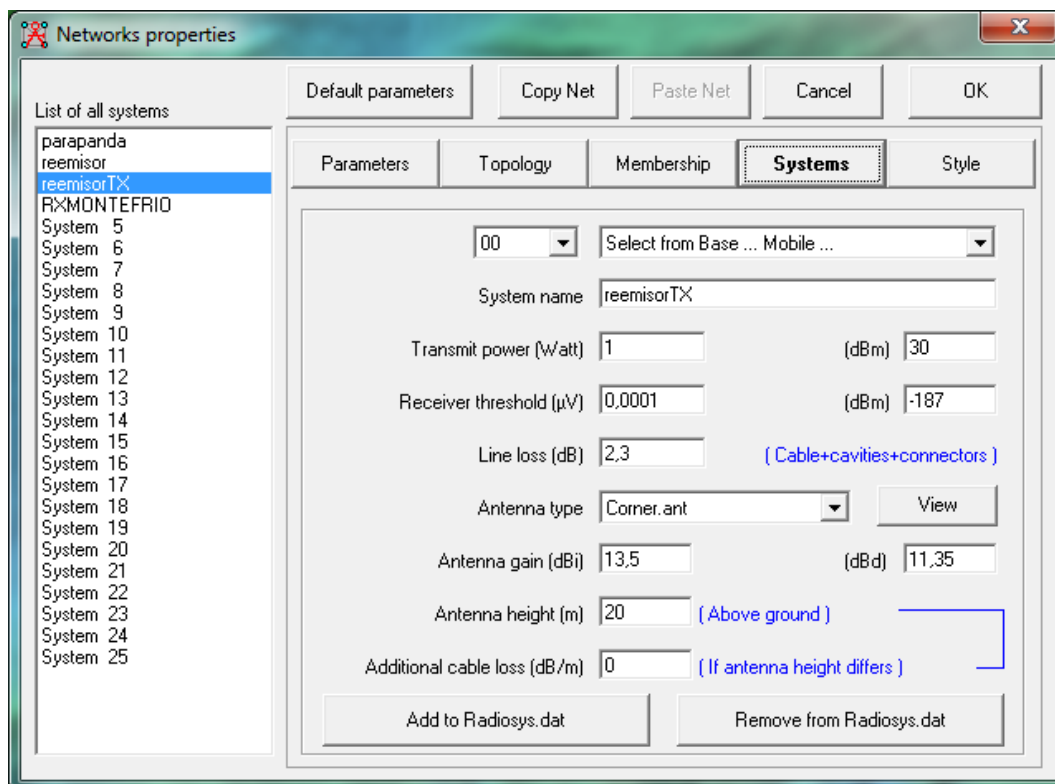 Networks properties
List of all systems
parapanda
reemisor
reemisorTX
RXMONTEFRIO
System 5
System 6
System 7
System 8
System 9
System 10
System 11
System 12
System 13
System 14
System 15
System 16
System 17
System 18
System 19
System 20
System 21
System 22
System 23
System 24
System 25
Default parameters Copy Net Paste Net Cancel OK
Parameters Topology Membership Systems Style
00 Select from Base ... Mobile ...
System name reemisorTX
Transmit power (Watt) 1 (dBm) 30
Receiver threshold (µV) 0,0001 (dBm) -187
Line loss (dB) 2,3 ( Cable+cavities+connectors )
Antenna type Corner.ant View
Antenna gain (dBi) 13,5 (dBd) 11,35
Antenna height (m) 20 ( Above ground )
Additional cable loss (dB/m) 0 ( If antenna height differs )
Add to Radiosys.dat Remove from Radiosys.dat